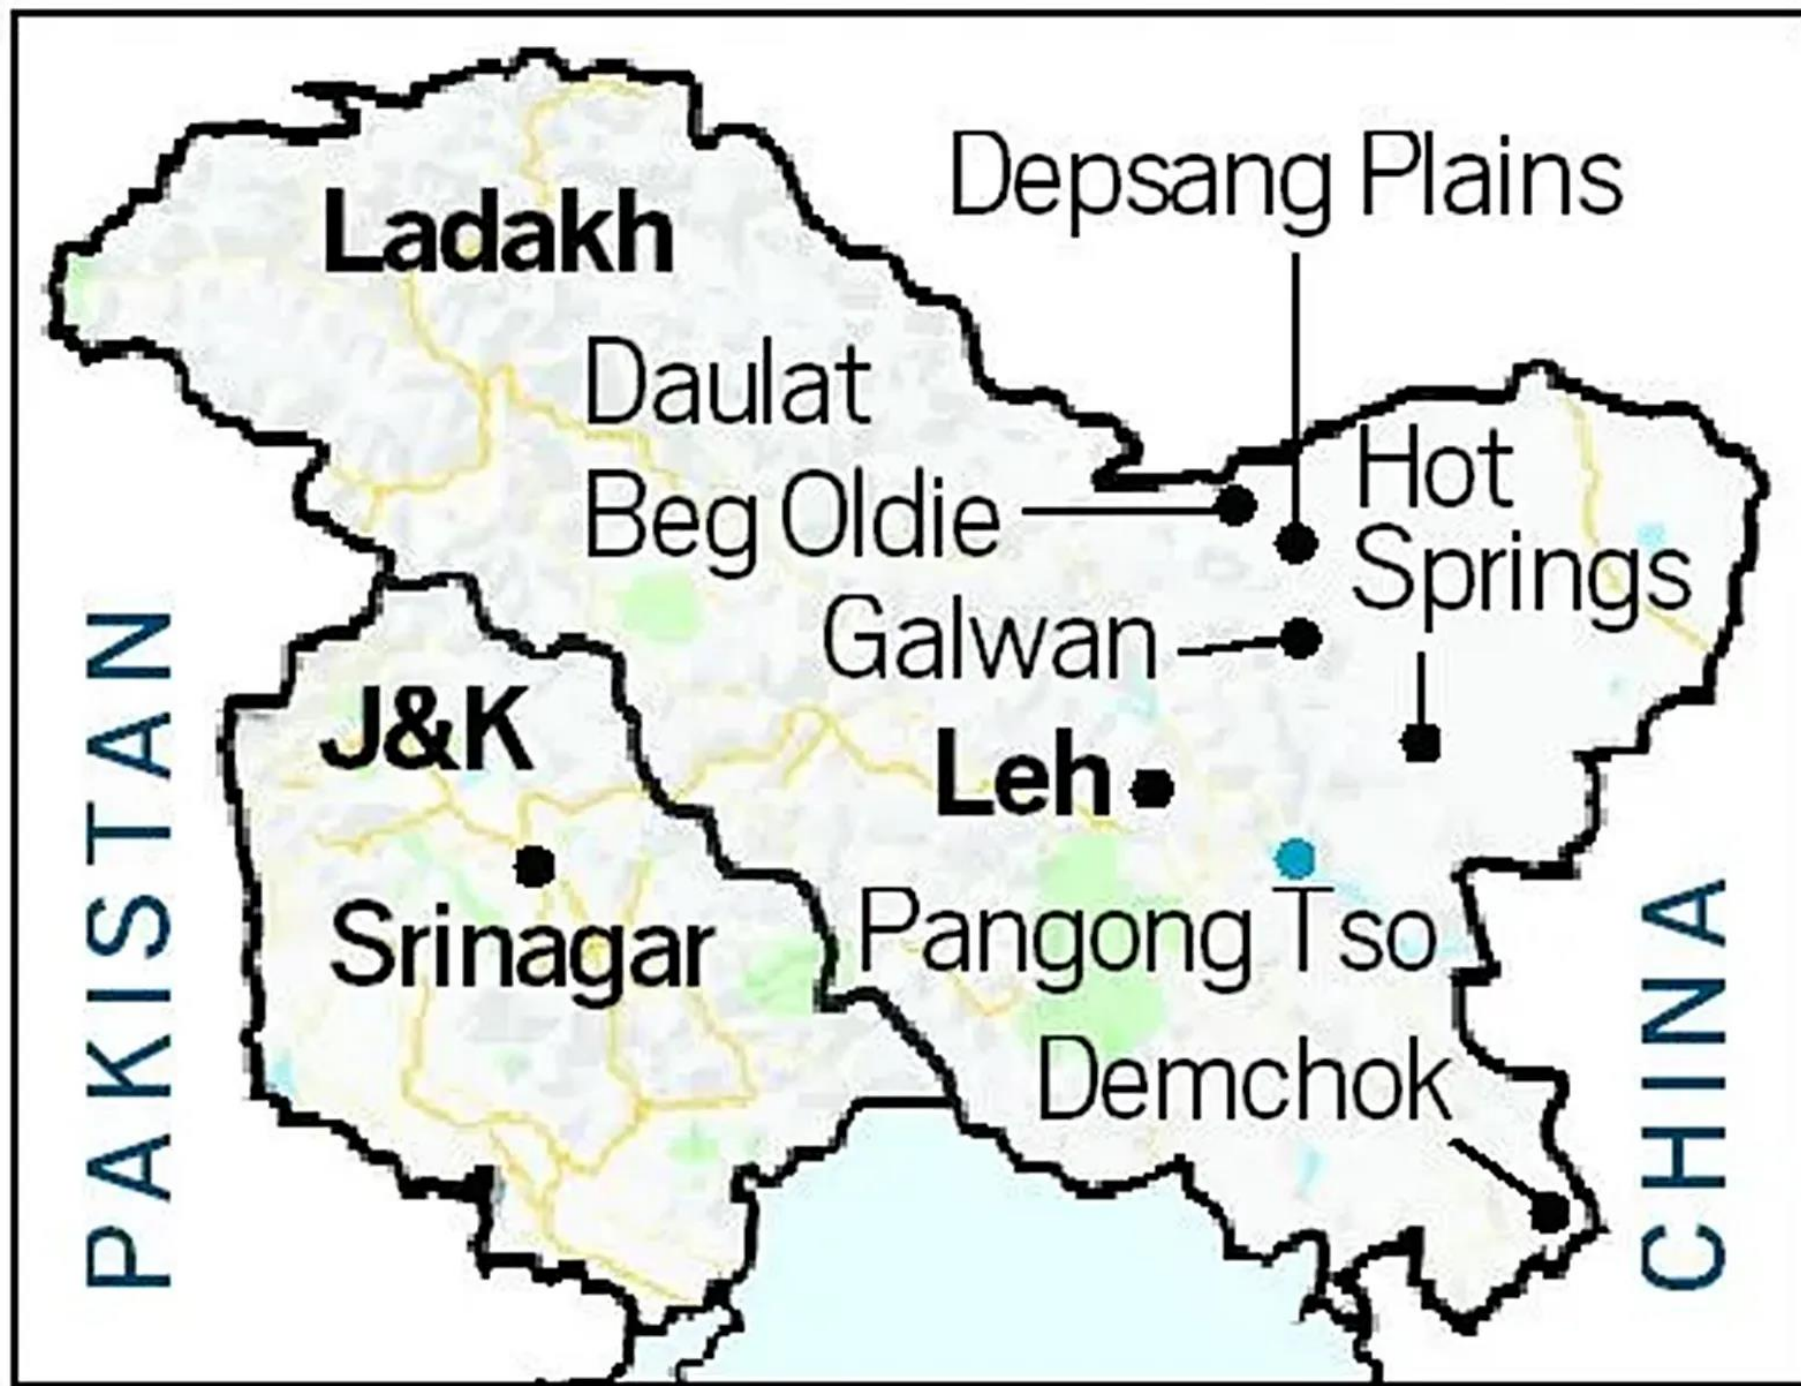 Depsang Plains
Ladakh
Daulat
Beg Oldie
Hot
Springs
Galwan
J&K
Leh
Srinagar
Pangong Tso
Demchok
PAKISTAN
CHINA